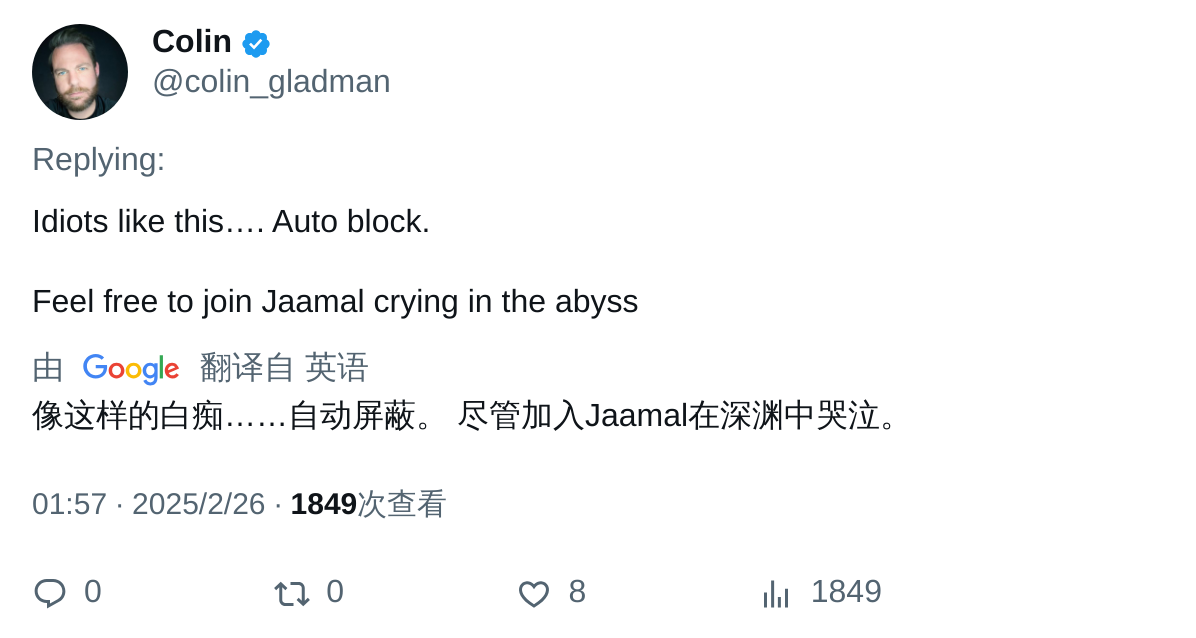 Colin
@colin_gladman
Replying:
Idiots like this…. Auto block.
Feel free to join Jaamal crying in the abyss
由 Google 翻译自 英语
像这样的白痴……自动屏蔽。 尽管加入Jaamal在深渊中哭泣。
01:57 · 2025/2/26 · 1849次查看
0 0 8 1849